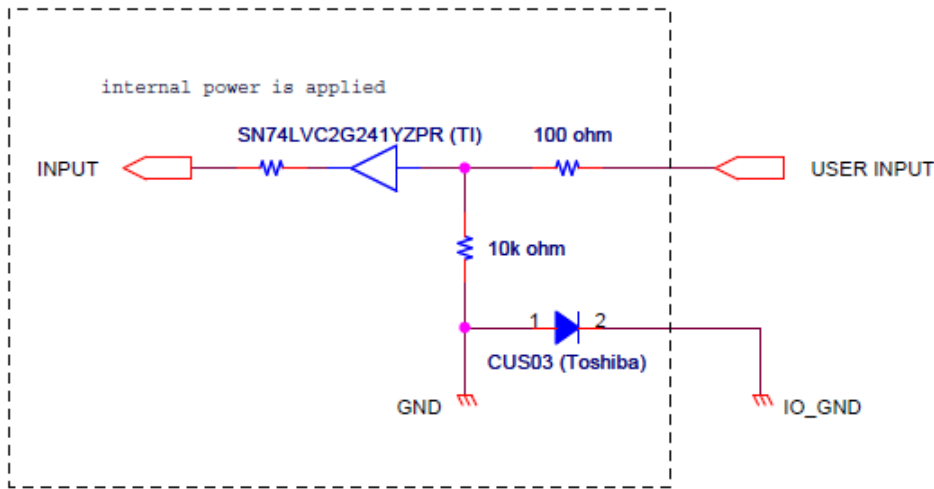 internal power is applied
SN74LVC2G241YZPR (TI)
100 ohm
INPUT
USER INPUT
10k ohm
1
2
CUS03 (Toshiba)
GND
IO_GND